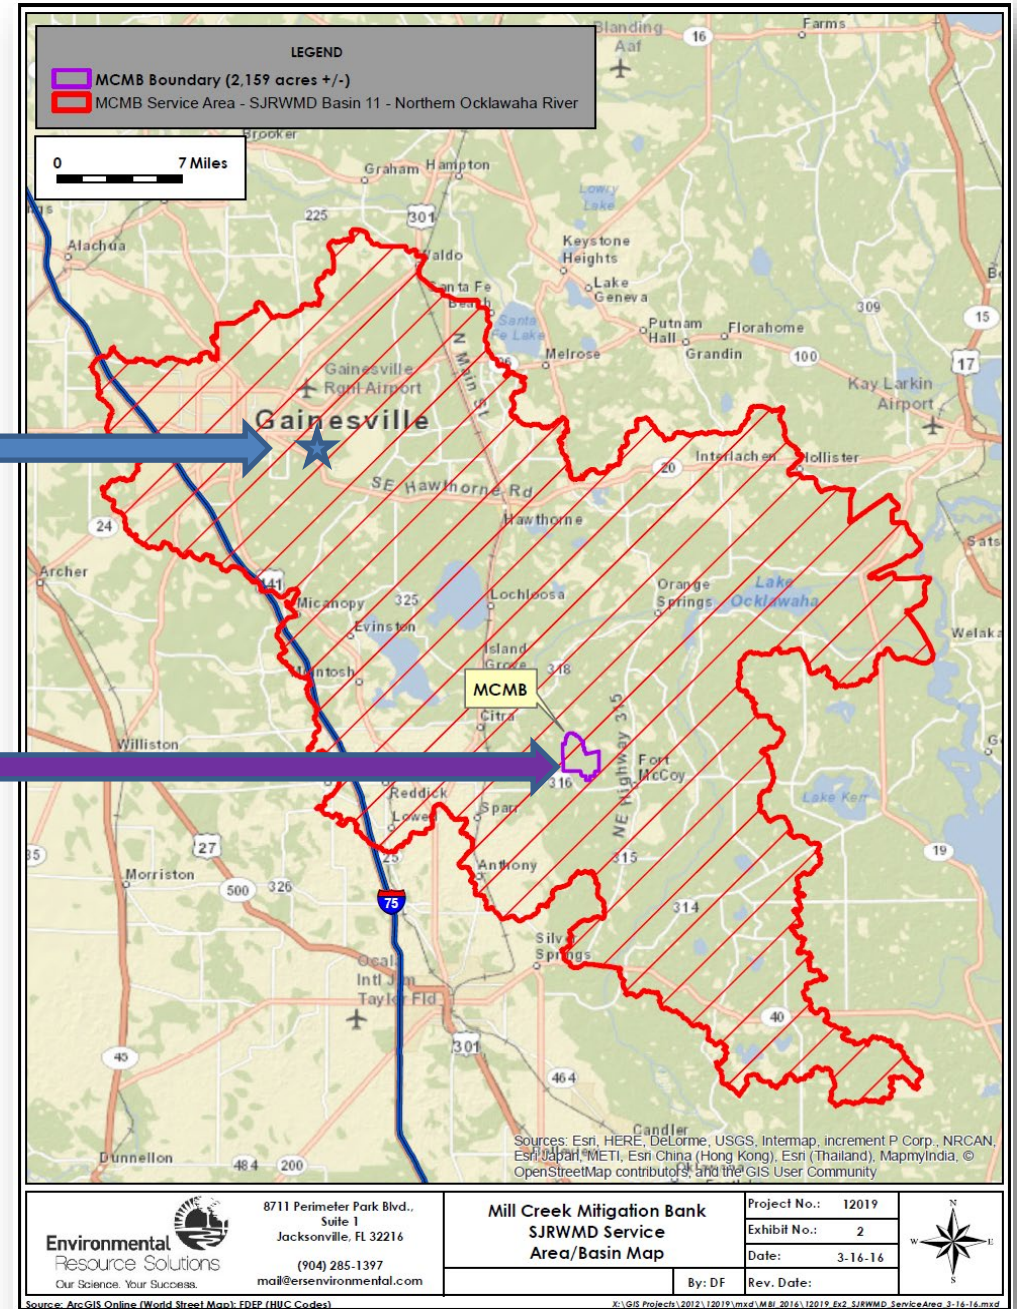 LEGEND
MCMB Boundary (2,159 acres +/-)
MCMB Service Area - SJRWMD Basin 11 - Northern Ocklawaha River
0 7 Miles
Blanding
Aaf
16
Farms
Brooker
Graham
Hampton
Lowry
Lake
225
301
Alachua
Waldo
Keystone
Heights
Santa Fe
Beach
Lake
Geneva
309
15
Santa
Fe Lake
Putnam
Hall
Florahome
Grandin
100
17
N Main St
Melrose
Gainesville
Rgnl Airport
Kay Larkin
Airport
Gainesville
20
Interlachen
Hollister
SE Hawthorne Rd
Hawthorne
24
Archer
441
Micanopy
325
Lochloosa
Orange
Springs
Lake
Ocklawaha
Evinston
Welaka
Island
Grove
318
McIntosh
MCMB
Citra
Williston
316
NE Highway 315
Fort
McCoy
Reddick
Lowell
Sparr
Lake Kerr
27
25
19
Anthony
315
Morriston
500
326
75
314
Silver
Springs
Ocala
Intl Jim
Taylor Fld
40
45
301
464
Candler
Dunnellon
484
200
Sources: Esri, HERE, DeLorme, USGS, Intermap, increment P Corp., NRCAN,
Esri Japan, METI, Esri China (Hong Kong), Esri (Thailand), MapmyIndia, ©
OpenStreetMap contributors, and the GIS User Community
Environmental
Resource Solutions
Our Science. Your Success.
8711 Perimeter Park Blvd.,
Suite 1
Jacksonville, FL 32216
(904) 285-1397
mail@ersenvironmental.com
Mill Creek Mitigation Bank
SJRWMD Service
Area/Basin Map
By: DF
Project No.: 12019
Exhibit No.: 2
Date: 3-16-16
Rev. Date:
N
W E
S
Source: ArcGIS Online (World Street Map); FDEP (HUC Codes)
X:\GIS Projects\2012\12019\mxd\MBI_2016\12019_Ex2_SJRWMD_ServiceArea_3-16-16.mxd